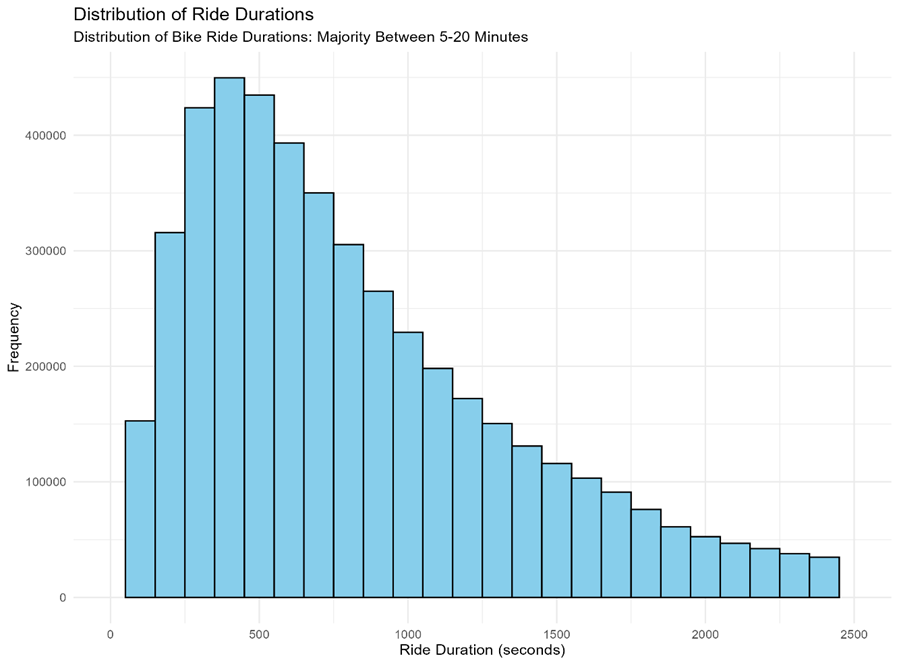 Distribution of Ride Durations
Distribution of Bike Ride Durations: Majority Between 5-20 Minutes
400000
300000
200000
100000
0
Frequency
0 500 1000 1500 2000 2500
Ride Duration (seconds)